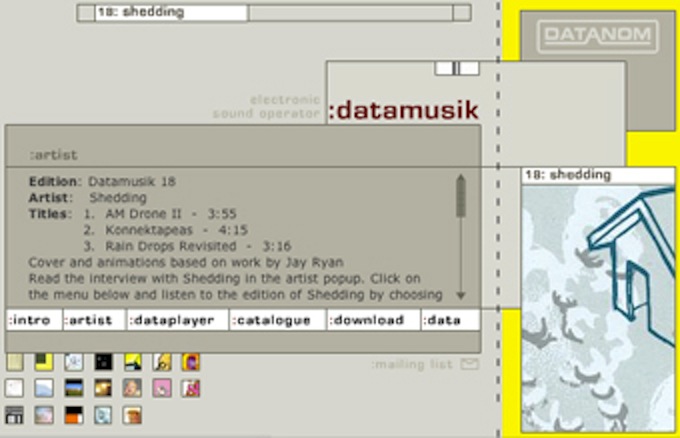 18: shedding
DATANOM
electronic
sound operator
:datamusik
:artist
18: shedding
Edition: Datamusik 18
Artist: Shedding
Titles: 1. AM Drone II - 3:55
2. Konnektapeas - 4:15
3. Rain Drops Revisited - 3:16
Cover and animations based on work by Jay Ryan
Read the interview with Shedding in the artist popup. Click on
the menu below and listen to the edition of Shedding by choosing
:intro :artist :dataplayer :catalogue :download :data
:mailing list